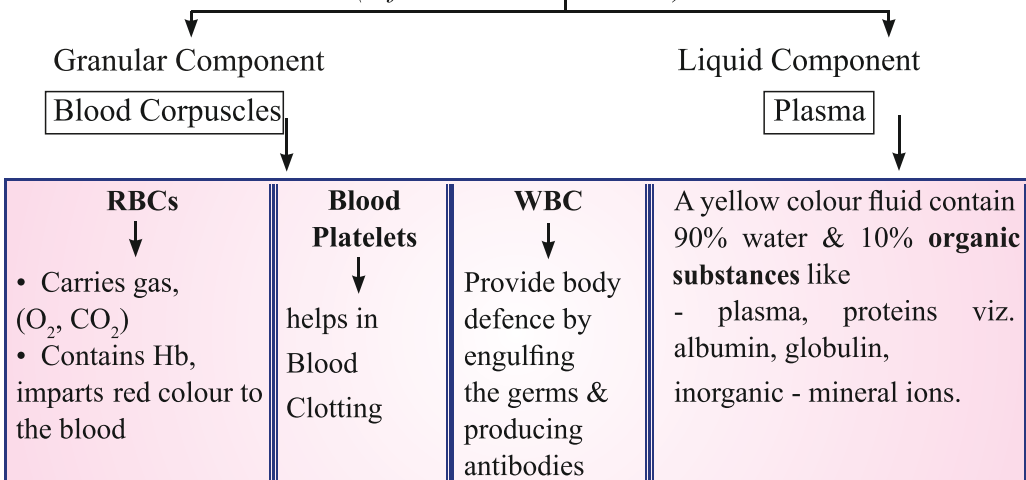 Granular Component
Liquid Component
Blood Corpuscles
Plasma
RBCs
• Carries gas,
(O2, CO2)
• Contains Hb,
imparts red colour to
the blood
Blood
Platelets
helps in
Blood
Clotting
WBC
Provide body
defence by
engulfing
the germs &
producing
antibodies
A yellow colour fluid contain
90% water & 10% organic
substances like
- plasma, proteins viz.
albumin, globulin,
inorganic - mineral ions.